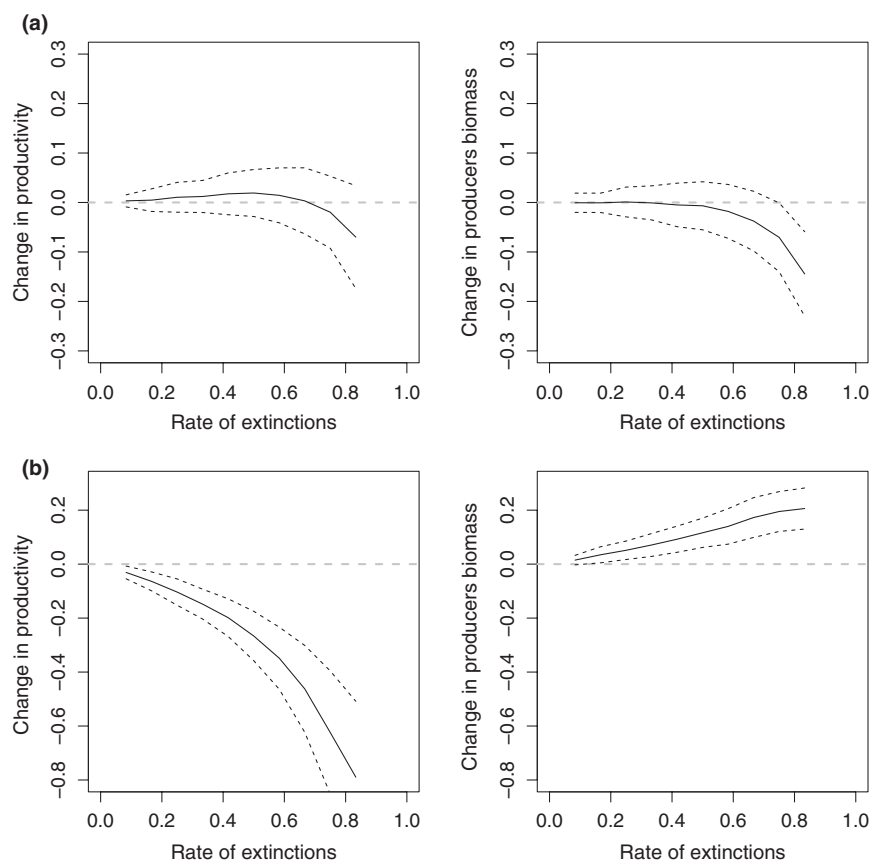 (a)
Change in productivity
0.3
0.2
0.1
0.0
−0.1
−0.2
−0.3
0.0 0.2 0.4 0.6 0.8 1.0
Rate of extinctions
Change in producers biomass
0.3
0.2
0.1
0.0
−0.1
−0.2
−0.3
0.0 0.2 0.4 0.6 0.8 1.0
Rate of extinctions
(b)
Change in productivity
0.2
0.0
−0.2
−0.4
−0.6
−0.8
0.0 0.2 0.4 0.6 0.8 1.0
Rate of extinctions
Change in producers biomass
0.2
0.0
−0.2
−0.4
−0.6
−0.8
0.0 0.2 0.4 0.6 0.8 1.0
Rate of extinctions